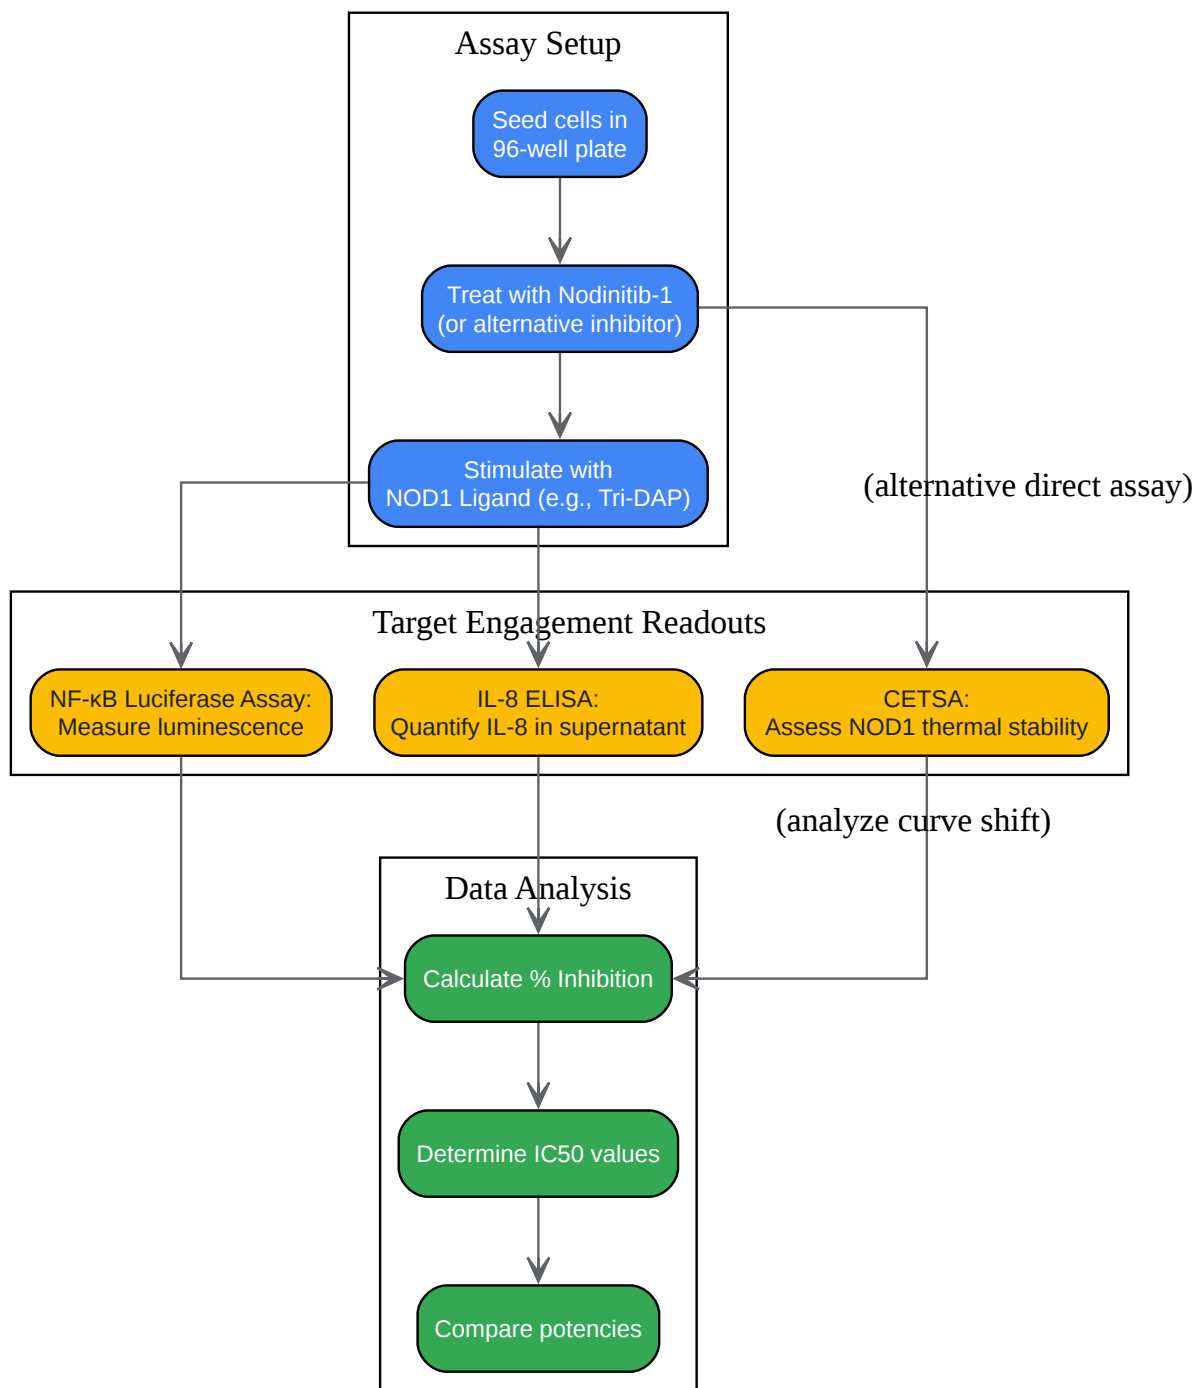 Assay Setup
Seed cells in
96-well plate
Treat with Nodinitib-1
(or alternative inhibitor)
Stimulate with
NOD1 Ligand (e.g., Tri-DAP)
(alternative direct assay)
Target Engagement Readouts
NF-κB Luciferase Assay:
Measure luminescence
IL-8 ELISA:
Quantify IL-8 in supernatant
CETSA:
Assess NOD1 thermal stability
(analyze curve shift)
Data Analysis
Calculate % Inhibition
Determine IC50 values
Compare potencies